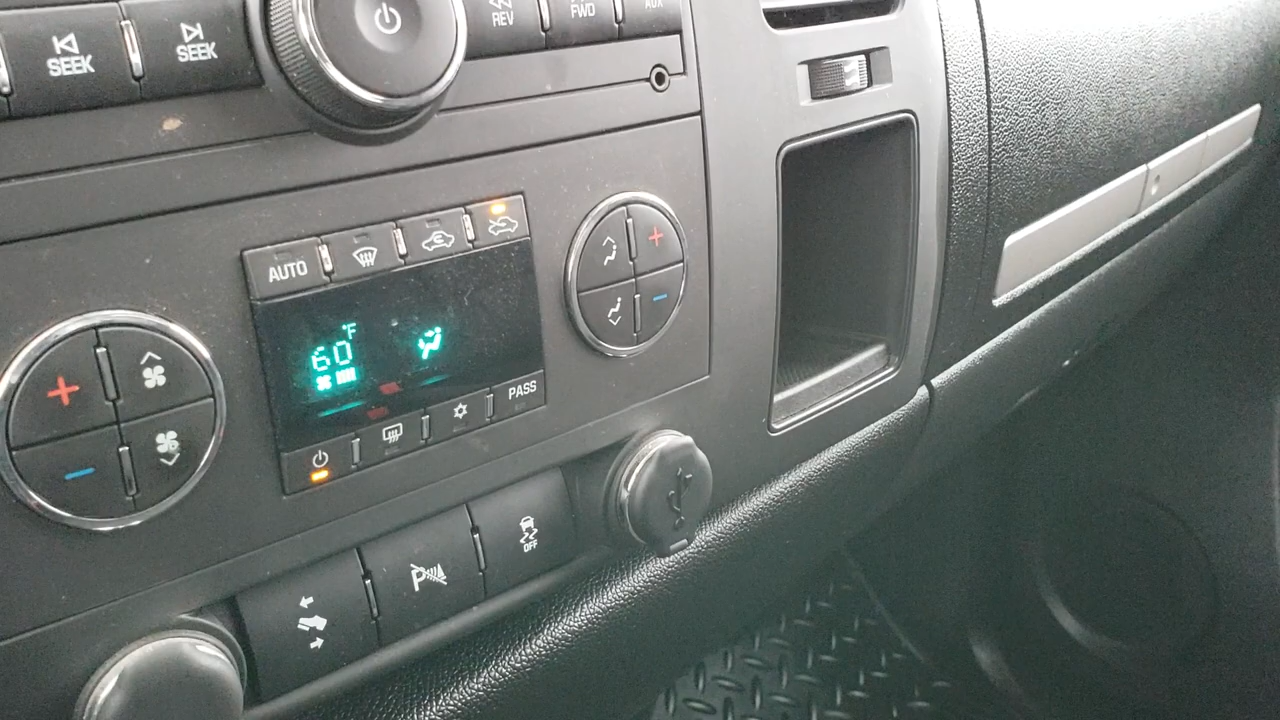 SEEK
SEEK
REV
FWD
AUX
AUTO
60°F
PASS
OFF